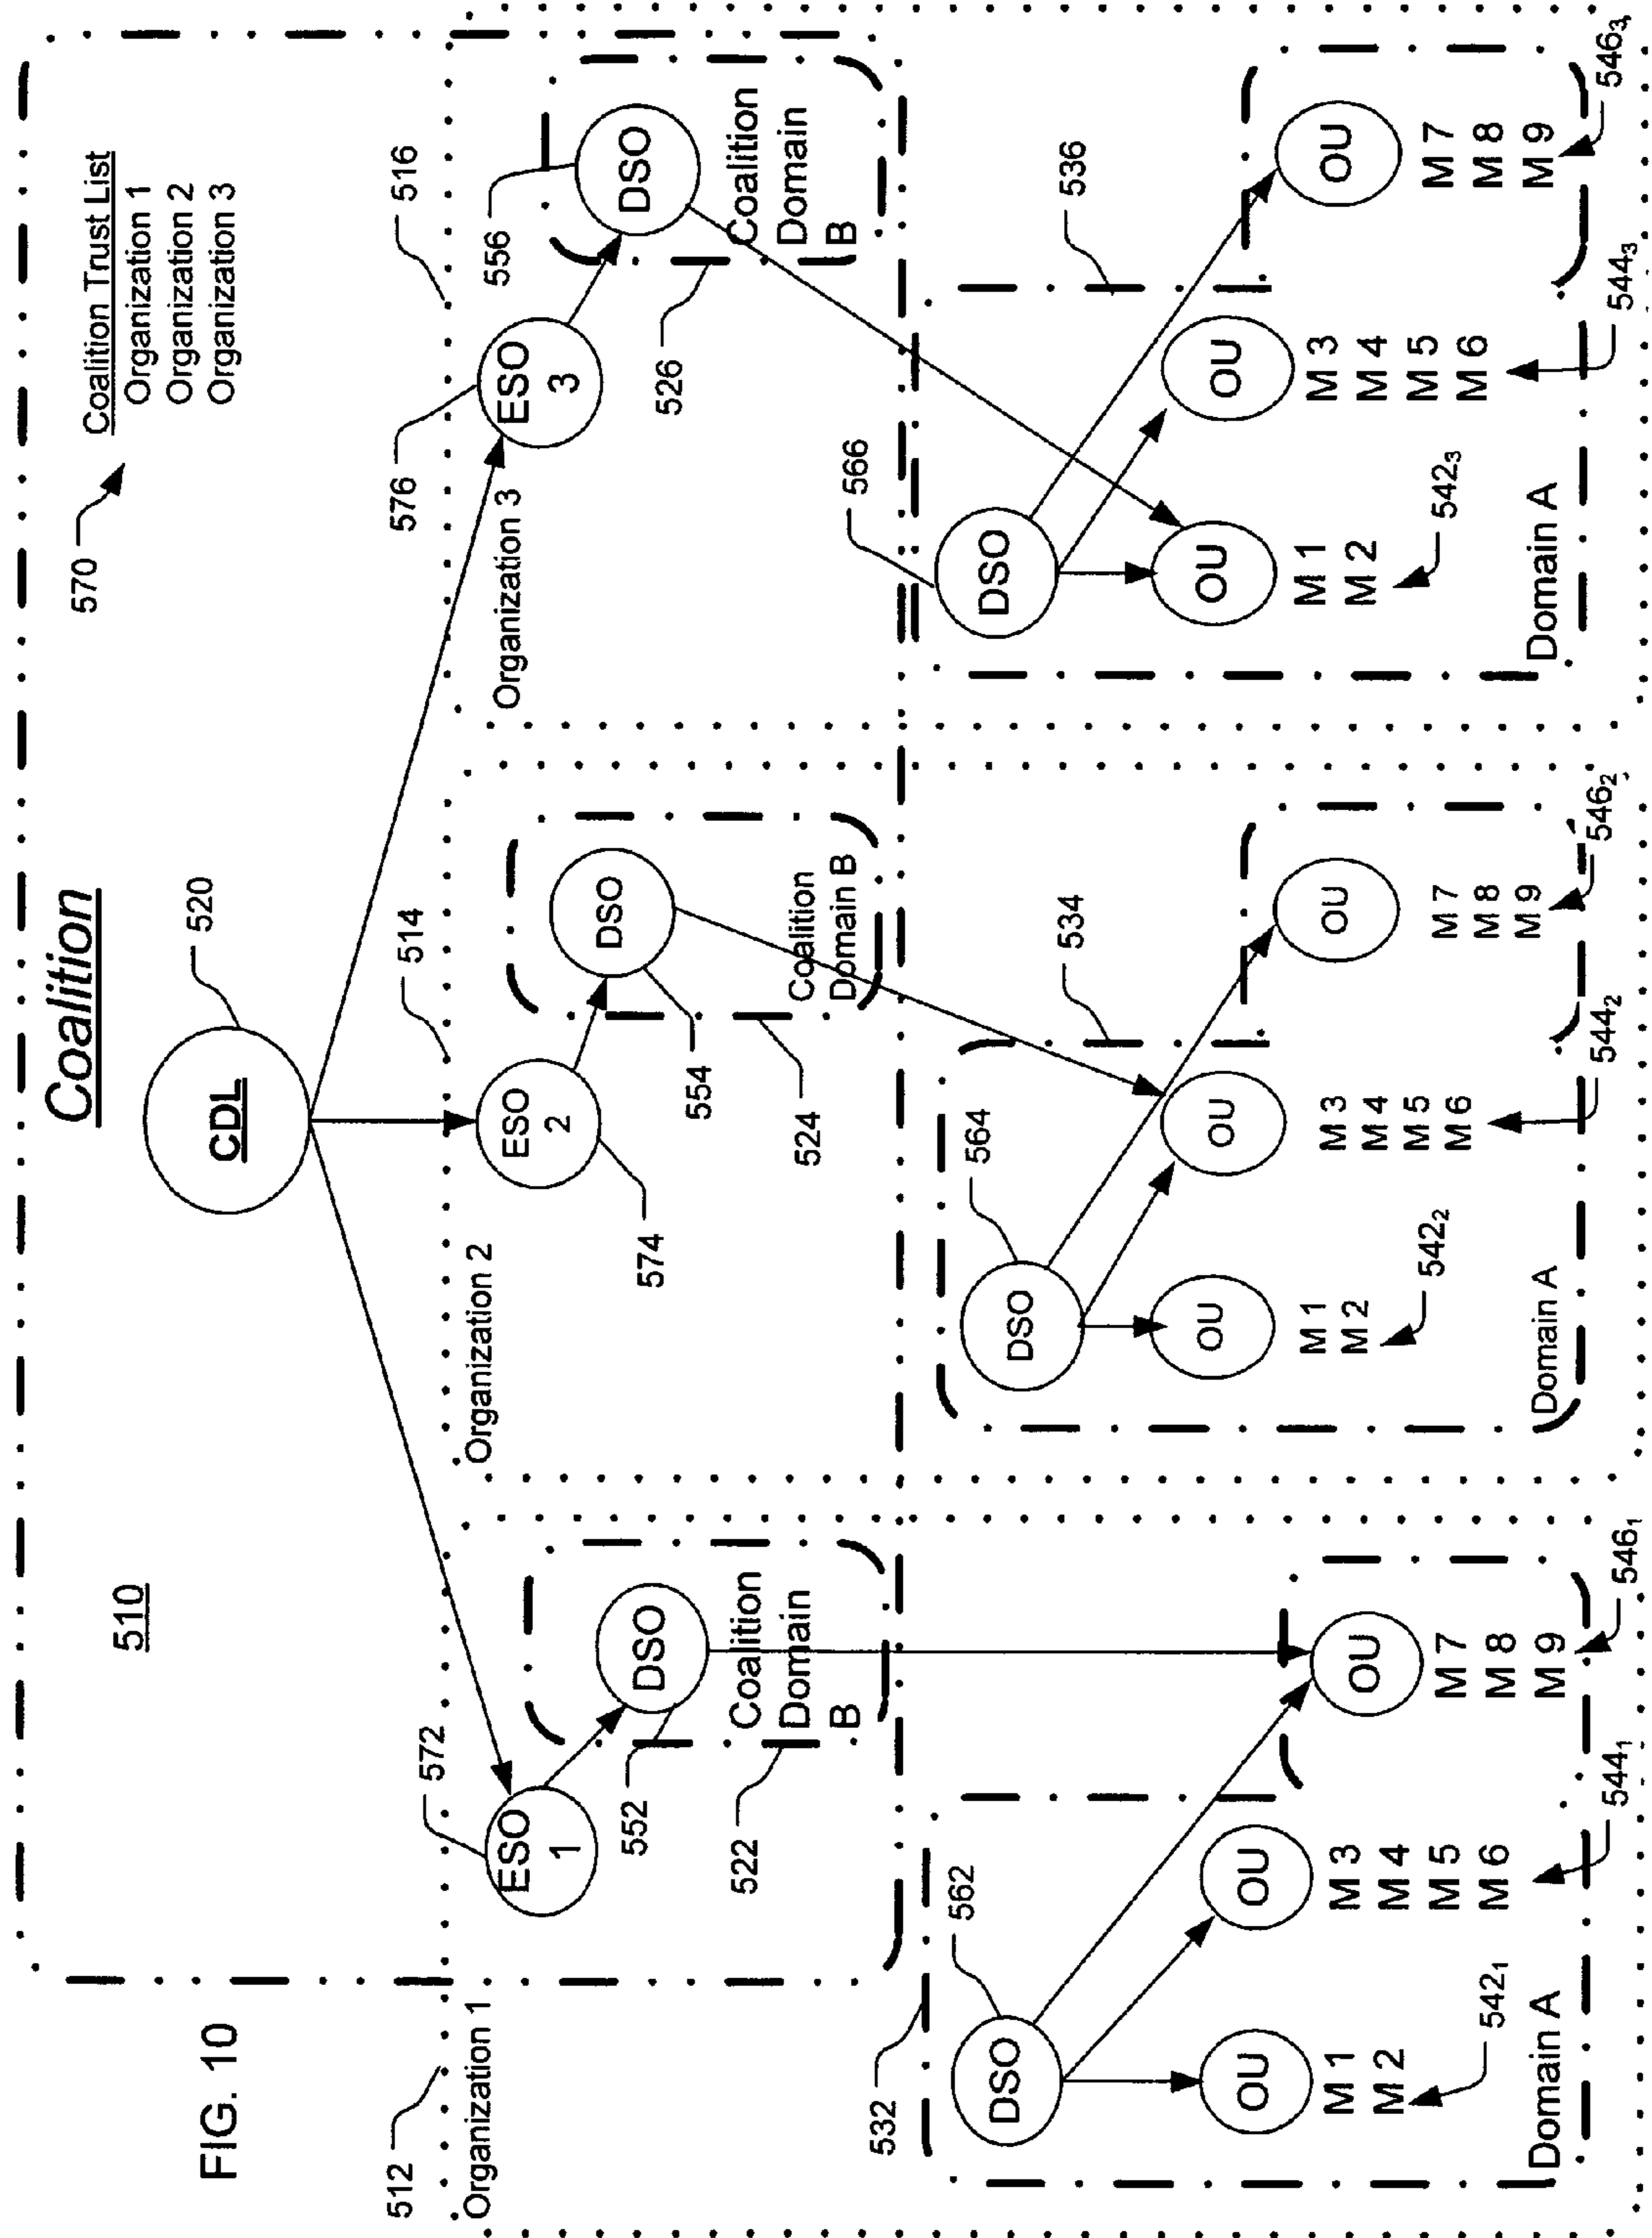 FIG. 10
510
Coalition
CDL
520
570
Coalition Trust List
Organization 1
Organization 2
Organization 3
512
Organization 1
572
ESO
1
DSO
552
522
Coalition
Domain
B
514
Organization 2
ESO
2
574
DSO
554
524
Coalition
Domain B
516
Organization 3
576
ESO
3
DSO
556
526
Coalition
Domain
B
532
DSO
562
OU
M 1
M 2
542₁
OU
M 3
M 4
M 5
M 6
544₁
OU
M 7
M 8
M 9
546₁
Domain A
534
DSO
564
OU
M 1
M 2
542₂
OU
M 3
M 4
M 5
M 6
544₂
OU
M 7
M 8
M 9
546₂
Domain A
536
DSO
566
OU
M 1
M 2
542₃
OU
M 3
M 4
M 5
M 6
544₃
OU
M 7
M 8
M 9
546₃
Domain A